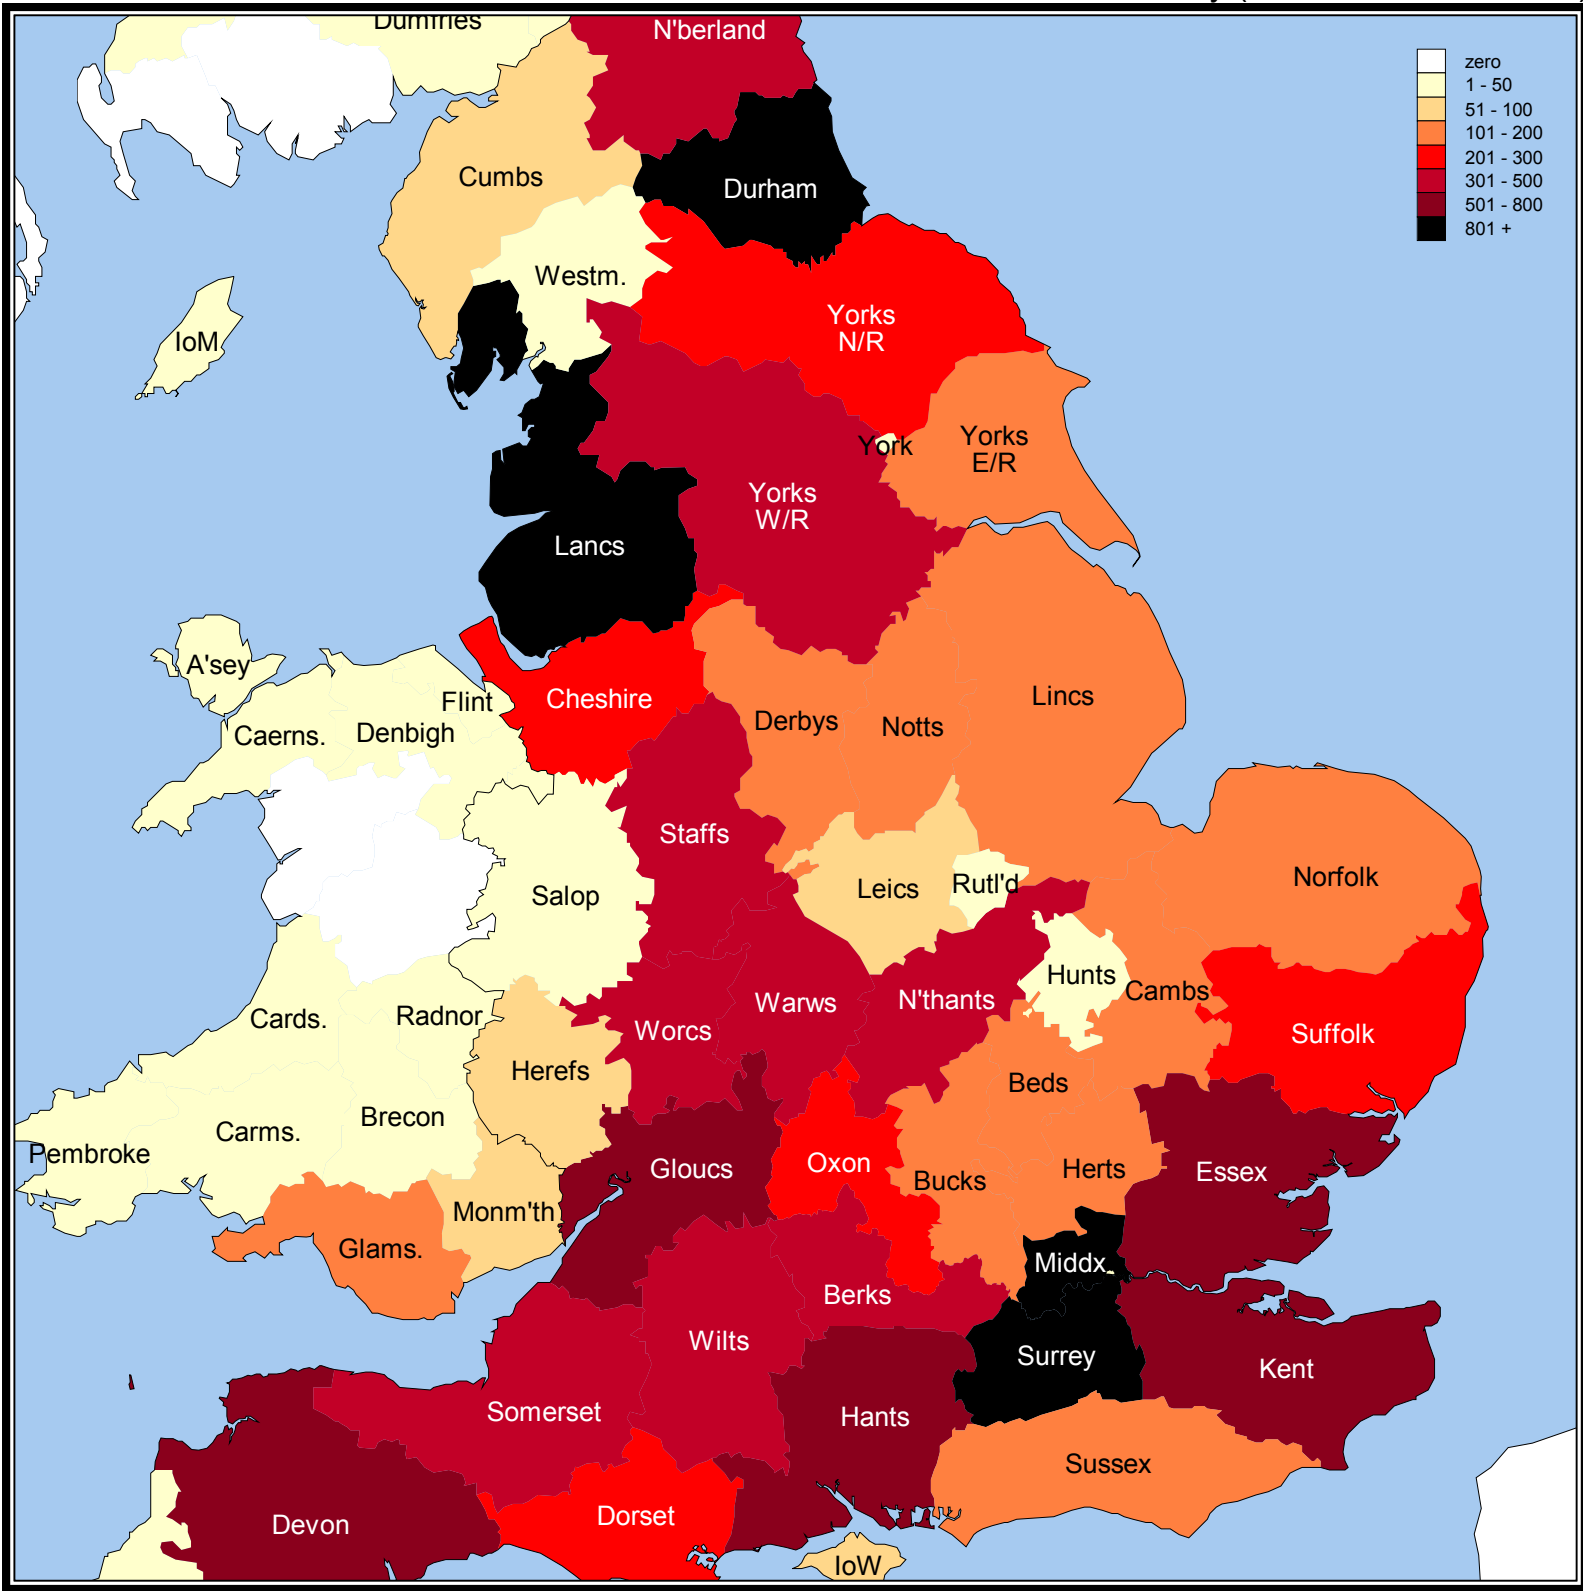 Dumfries
N'berland
zero
1 - 50
51 - 100
101 - 200
201 - 300
301 - 500
501 - 800
801 +
Cumbs
Durham
Westm.
IoM
Yorks
N/R
York
Yorks
E/R
Yorks
W/R
Lancs
A'sey
Flint
Cheshire
Caerns.
Denbigh
Derbys
Notts
Lincs
Staffs
Salop
Leics
Rutl'd
Norfolk
Hunts
Cambs
N'thants
Warws
Worcs
Suffolk
Cards.
Radnor
Herefs
Beds
Brecon
Carms.
Pembroke
Gloucs
Oxon
Bucks
Herts
Essex
Monm'th
Glams.
Middx.
Berks
Wilts
Surrey
Kent
Somerset
Hants
Sussex
Devon
Dorset
IoW